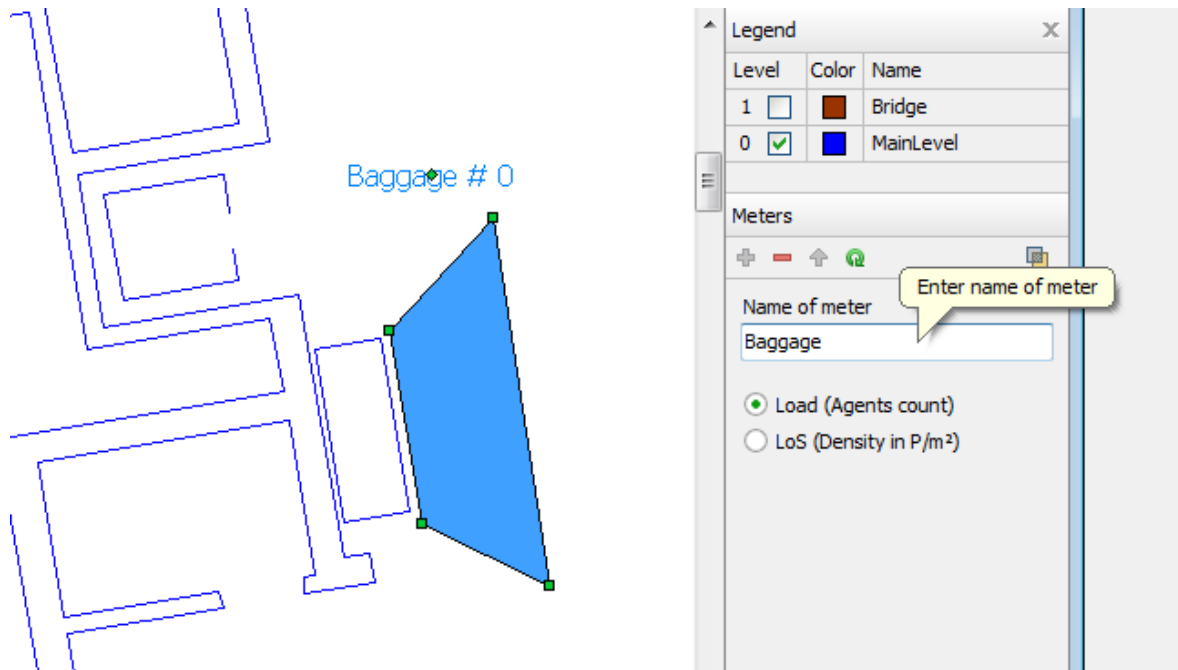 Baggage # 0
Legend
Level Color Name
1 Bridge
0 MainLevel
Meters
Enter name of meter
Name of meter
Baggage
Load (Agents count)
LoS (Density in P/m²)